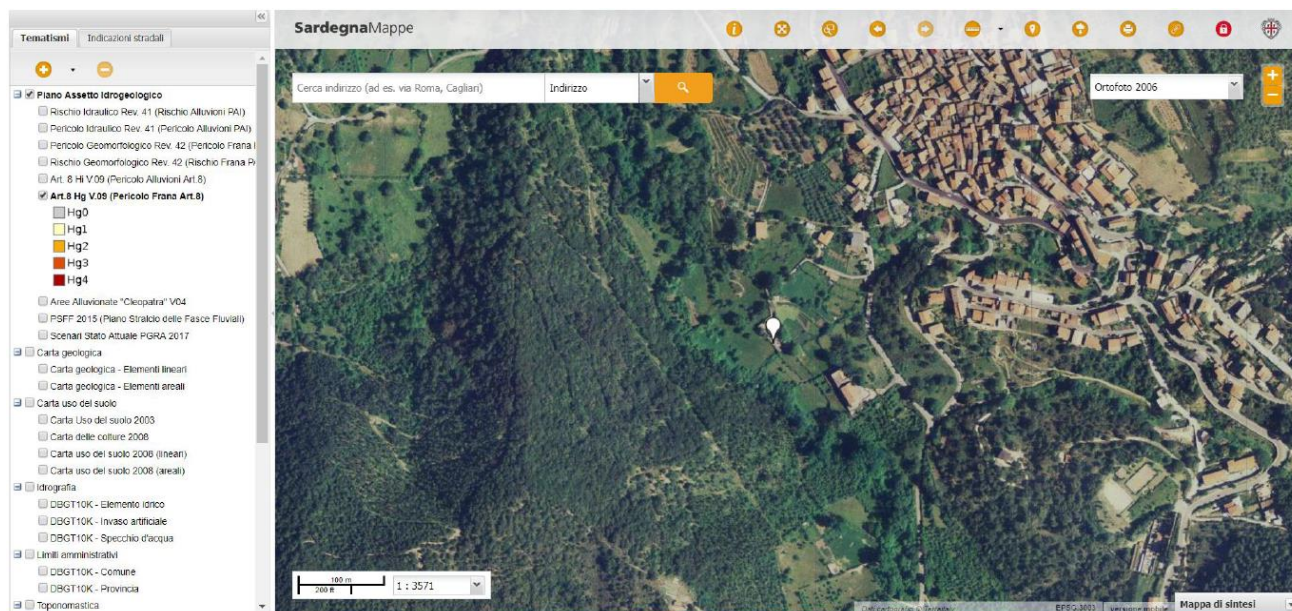 Tematismi
Indicazioni stradali
Piano Assetto Idrogeologico
Rischio Idraulico Rev. 41 (Rischio Alluvioni PAI)
Pericolo Idraulico Rev. 41 (Pericolo Alluvioni PAI)
Pericolo Geomorfologico Rev. 42 (Pericolo Frana
Rischio Geomorfologico Rev. 42 (Rischio Frana
Art. 8 Hi V.09 (Pericolo Alluvioni Art.8)
Art.8 Hg V.09 (Pericolo Frana Art.8)
Hg0
Hg1
Hg2
Hg3
Hg4
Aree Alluvionate "Cleopatra" V04
PSFF 2015 (Piano Stralcio delle Fasce Fluviali)
Scenari Stato Attuale PGRA 2017
Carta geologica
Carta geologica - Elementi lineari
Carta geologica - Elementi areali
Carta uso del suolo
Carta Uso del suolo 2003
Carta delle colture 2008
Carta uso del suolo 2008 (lineari)
Carta uso del suolo 2008 (areali)
Idrografia
DBGT10K - Elemento idrico
DBGT10K - Invaso artificiale
DBGT10K - Specchio d'acqua
Limiti amministrativi
DBGT10K - Comune
DBGT10K - Provincia
Toponomastica
SardegnaMappe
Cerca indirizzo (ad es. via Roma, Cagliari)
Indirizzo
Ortofoto 2006
100 m
200 ft
1 : 3571
EPSG:3003
versione mobile
Mappa di sintesi